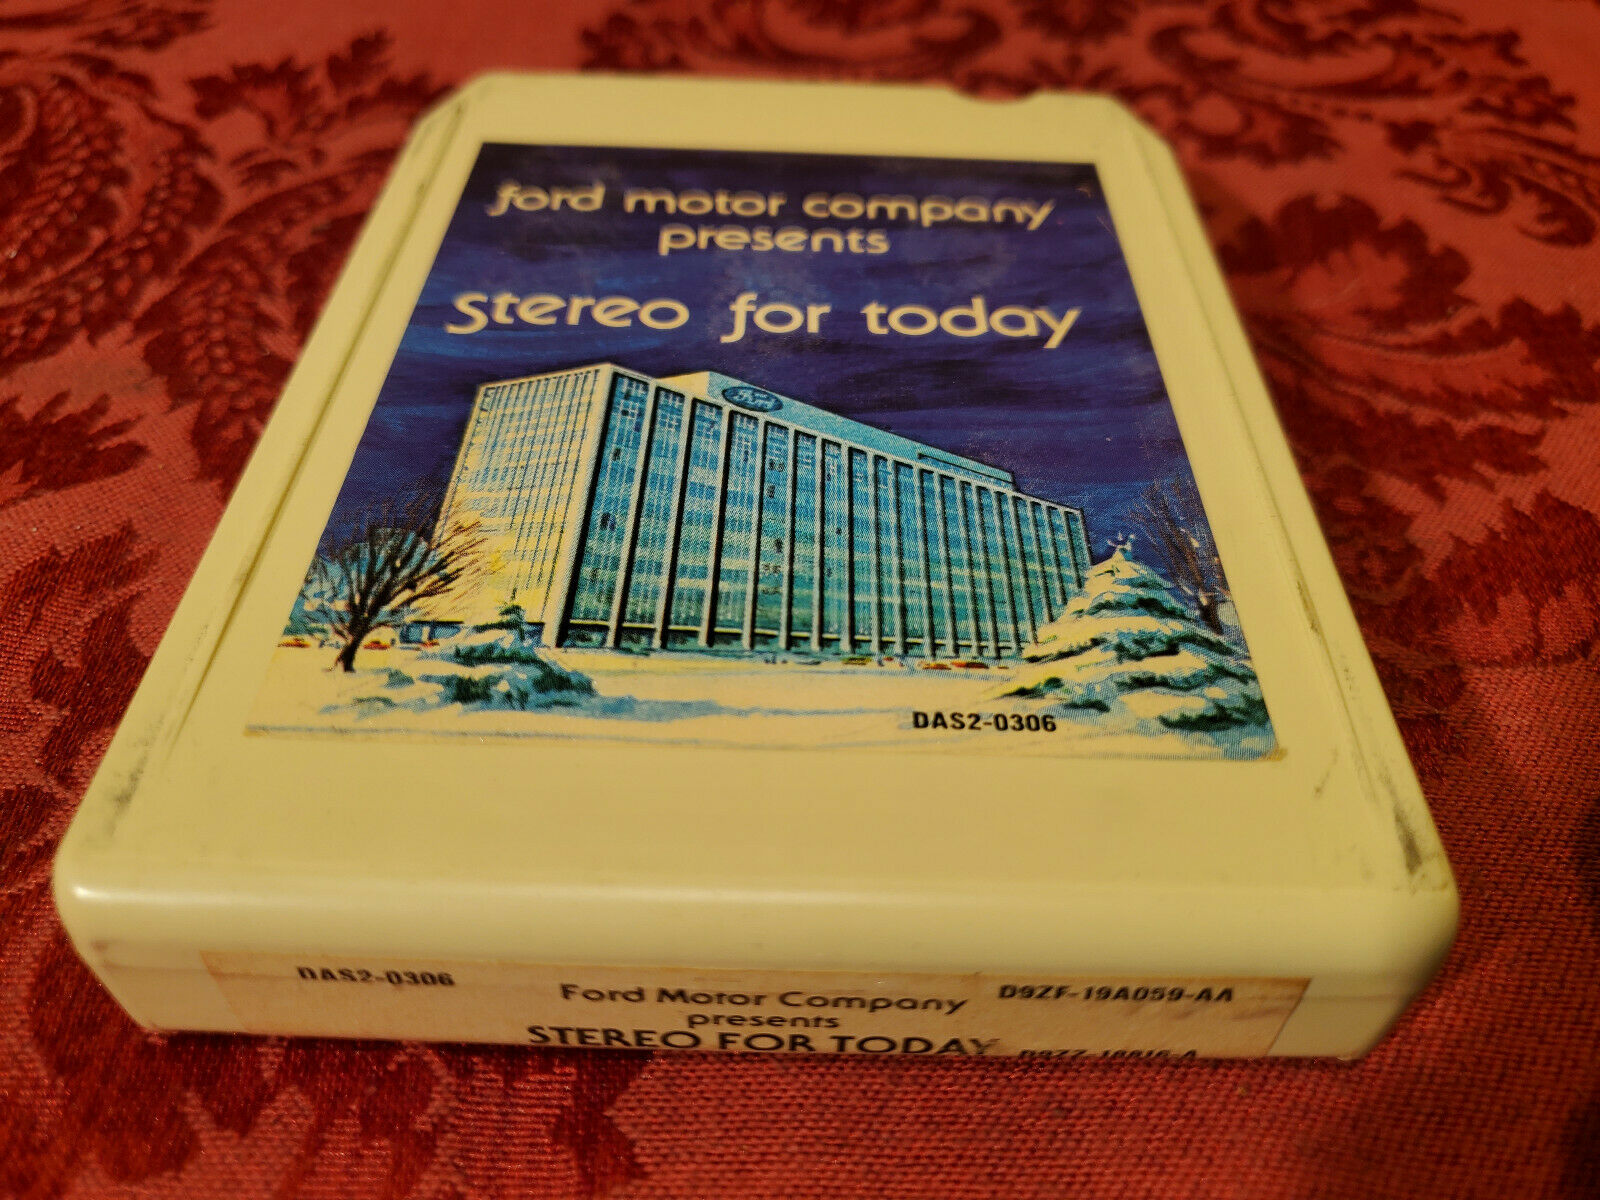 ford motor company
presents
stereo for today
Ford
DAS2-0306
DAS2-0306
Ford Motor Company
presents
STEREO FOR TODAY
D9ZF-19A059-AA